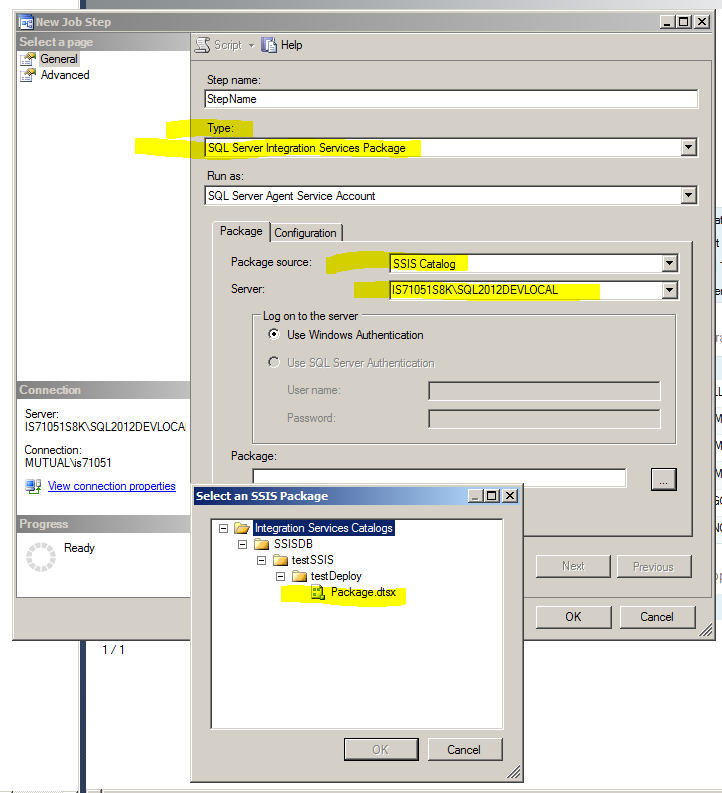 New Job Step
Select a page
General
Advanced
Script
Help
Step name:
StepName
Type:
SQL Server Integration Services Package
Run as:
SQL Server Agent Service Account
Package
Configuration
Package source:
SSIS Catalog
Server:
IS71051S8K\SQL2012DEVLOCAL
Log on to the server
Use Windows Authentication
Use SQL Server Authentication
User name:
Password:
Package:
...
Connection
Server:
IS71051S8K\SQL2012DEVLOCA
Connection:
MUTUAL\is71051
View connection properties
Progress
Ready
Select an SSIS Package
Integration Services Catalogs
SSISDB
testSSIS
testDeploy
Package.dtsx
OK
Cancel
Next
Previous
OK
Cancel
1 / 1